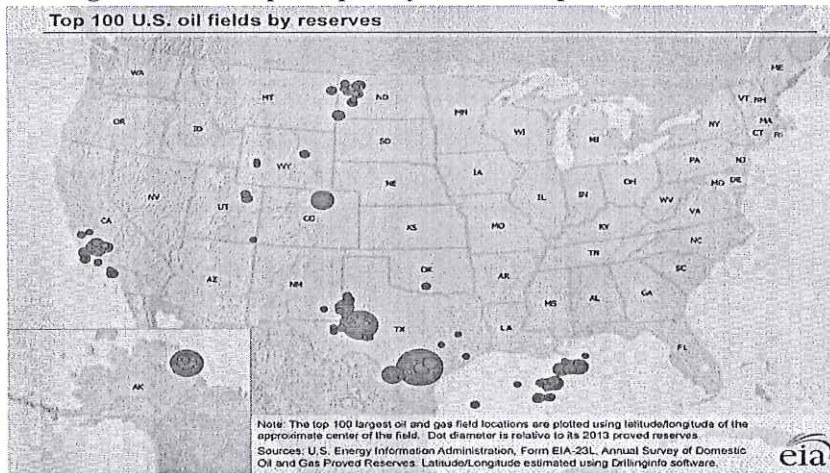 Top 100 U.S. oil fields by reserves
WA
MT
ND
MN
ME
VT
NH
OR
ID
SD
WI
MI
NY
MA
CT
RI
WY
IA
PA
NJ
NE
NV
UT
CO
IL
IN
OH
MD
DE
WV
VA
CA
KS
MO
KY
NC
TN
AZ
NM
OK
AR
SC
MS
AL
GA
TX
LA
FL
AK
Note: The top 100 largest oil and gas field locations are plotted using latitude/longitude of the
approximate center of the field. Dot diameter is relative to its 2013 proved reserves
Sources: U.S. Energy Information Administration, Form EIA-23L, Annual Survey of Domestic
Oil and Gas Proved Reserves. Latitude/Longitude estimated using DrillingInfo software.
eia